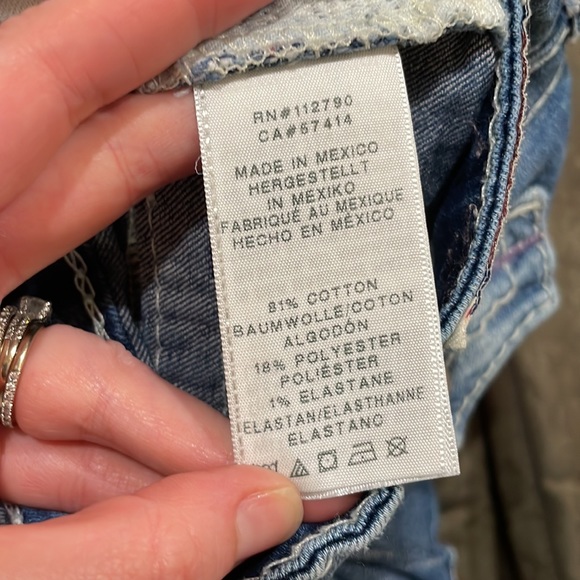 RN#112790
CA#57414
MADE IN MEXICO
HERGESTELLT
IN MEXIKO
FABRIQUÉ AU MEXIQUE
HECHO EN MÉXICO
81% COTTON
BAUMWOLLE/COTON
ALGODÓN
18% POLYESTER
POLIÉSTER
1% ELASTANE
ELASTAN/ELASTHANNE
ELASTANO